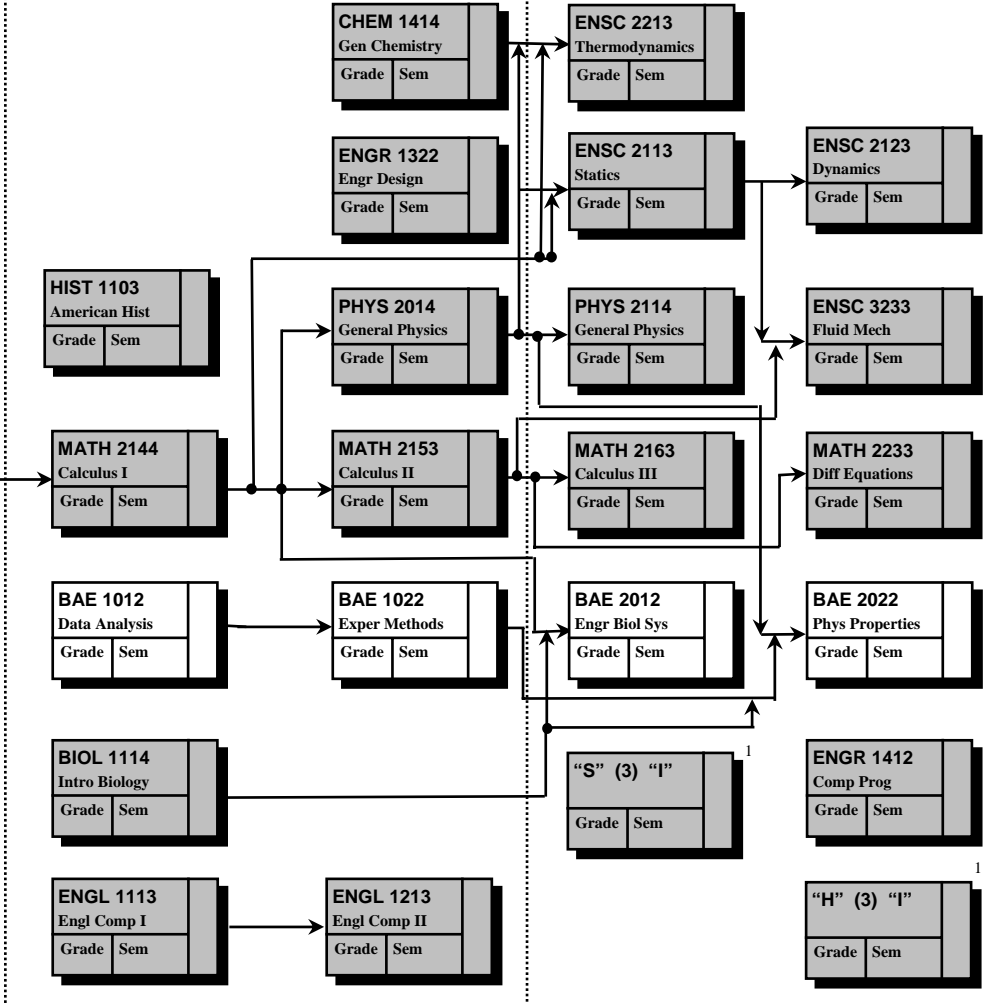 CHEM 1414
Gen Chemistry
Grade Sem
ENSC 2213
Thermodynamics
Grade Sem
ENGR 1322
Engr Design
Grade Sem
ENSC 2113
Statics
Grade Sem
ENSC 2123
Dynamics
Grade Sem
HIST 1103
American Hist
Grade Sem
PHYS 2014
General Physics
Grade Sem
PHYS 2114
General Physics
Grade Sem
ENSC 3233
Fluid Mech
Grade Sem
MATH 2144
Calculus I
Grade Sem
MATH 2153
Calculus II
Grade Sem
MATH 2163
Calculus III
Grade Sem
MATH 2233
Diff Equations
Grade Sem
BAE 1012
Data Analysis
Grade Sem
BAE 1022
Exper Methods
Grade Sem
BAE 2012
Engr Biol Sys
Grade Sem
BAE 2022
Phys Properties
Grade Sem
BIOL 1114
Intro Biology
Grade Sem
“S” (3) “I”
1
Grade Sem
ENGR 1412
Comp Prog
Grade Sem
ENGL 1113
Engl Comp I
Grade Sem
ENGL 1213
Engl Comp II
Grade Sem
“H” (3) “I”
1
Grade Sem